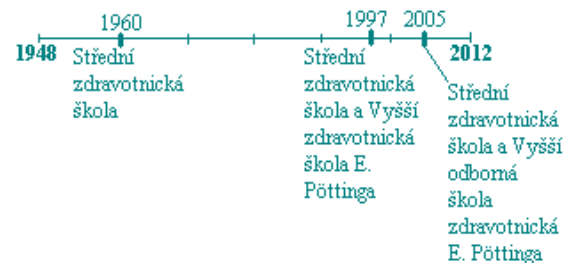 1960
1997
2005
1948
2012
Střední
zdravotnická
škola
Střední
zdravotnická
škola a Vyšší
zdravotnická
škola E.
Pöttinga
Střední
zdravotnická
škola a Vyšší
odborná
škola
zdravotnická
E. Pöttinga